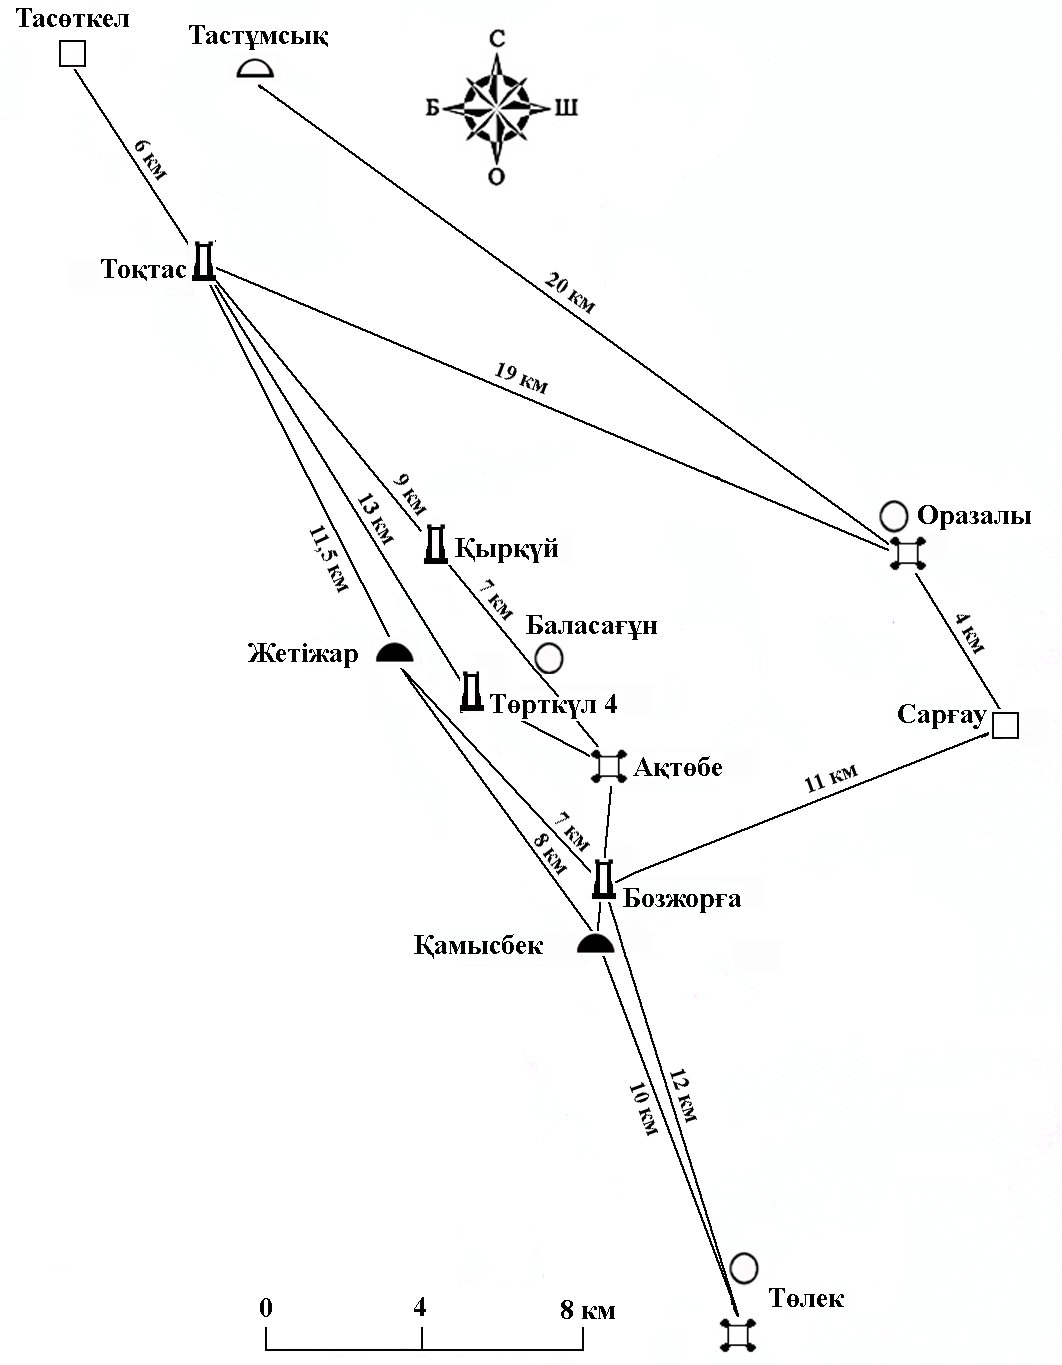 Тасөткел
Тастұмсық
С
Б
Ш
О
6 км
Тоқтас
20 км
19 км
9 км
13 км
11,5 км
Оразалы
Қырқүй
7 км
Баласағұн
4 км
Жетіжар
Төрткүл 4
Сарғау
Ақтөбе
11 км
7 км
8 км
Бозжорға
Қамысбек
12 км
10 км
Төлек
0
4
8 км